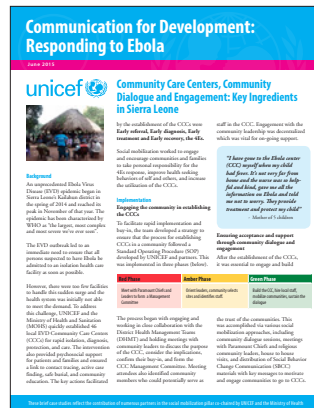 Communication for Development:
Responding to Ebola
June 2015
unicef
Community Care Centers, Community
Dialogue and Engagement: Key Ingredients
in Sierra Leone
Background
An unprecedented Ebola Virus
Disease (EVD) epidemic began in
Sierra Leone's Kailahun district in
the spring of 2014 and reached its
peak in November of that year. The
epidemic has been characterised by
WHO as "the largest, most complex
and most severe we've ever seen".
The EVD outbreak led to an
immediate need to ensure that all
persons suspected to have Ebola be
admitted to an isolation health care
facility as soon as possible.
However, there were too few facilities
to handle this sudden surge and the
health system was initially not able
to meet the demand. To address
this challenge, UNICEF and the
Ministry of Health and Sanitation
(MOHS) quickly established 46
local EVD Community Care Centers
(CCCs) for rapid isolation, diagnosis,
protection, and care. The intervention
also provided psychosocial support
for patients and families and ensured
a link to contact tracing, active case
finding, safe burial, and community
education. The key actions facilitated
by the establishment of the CCCs were
Early referral, Early diagnosis, Early
treatment and Early recovery, the 4Es.
Social mobilization worked to engage
and encourage communities and families
to take personal responsibility for the
4Es response, improve health seeking
behaviors of self and others, and increase
the utilization of the CCCs.
Implementation
Engaging the community in establishing
the CCCs
To facilitate rapid implementation and
buy-in, the team developed a strategy to
ensure that the process for establishing
CCCs in a community followed a
Standard Operating Procedure (SOP)
developed by UNICEF and partners. This
was implemented in three phases (below).
Red Phase
Meet with Paramount Chiefs and
Leaders to form a Management
Committee
Amber Phase
Orient leaders, community selects
sites and identifies staff.
Green Phase
Build the CCC, hire local staff,
mobilize communities, sustain the
dialogue
The process began with engaging and
working in close collaboration with the
District Health Management Teams
(DHMT) and holding meetings with
community leaders to discuss the purpose
of the CCC, consider the implications,
confirm their buy-in, and form the
CCC Management Committee. Meeting
attendees also identified community
members who could potentially serve as
staff in the CCC. Engagement with the
community leadership was decentralized
which was vital for on-going support.
"I have gone to the Ebola center
(CCC) myself when my child
had fever. It's not very far from
home and the nurse was so help-
ful and kind, gave me all the
information on Ebola and told
me not to worry. They provide
treatment and protect my child"
- Mother of 5 children
Ensuring acceptance and support
through community dialogue and
engagement
After the establishment of the CCCs,
it was essential to engage and build
the trust of the communities. This
was accomplished via various social
mobilization approaches, including
community dialogue sessions, meetings
with Paramount Chiefs and religious
community leaders, house to house
visits, and distribution of Social Behavior
Change Communication (SBCC)
materials with key messages to motivate
and engage communities to go to CCCs.
These brief case studies reflect the contribution of numerous partners in the social mobilization pillar co-chaired by UNICEF and the Ministry of Health